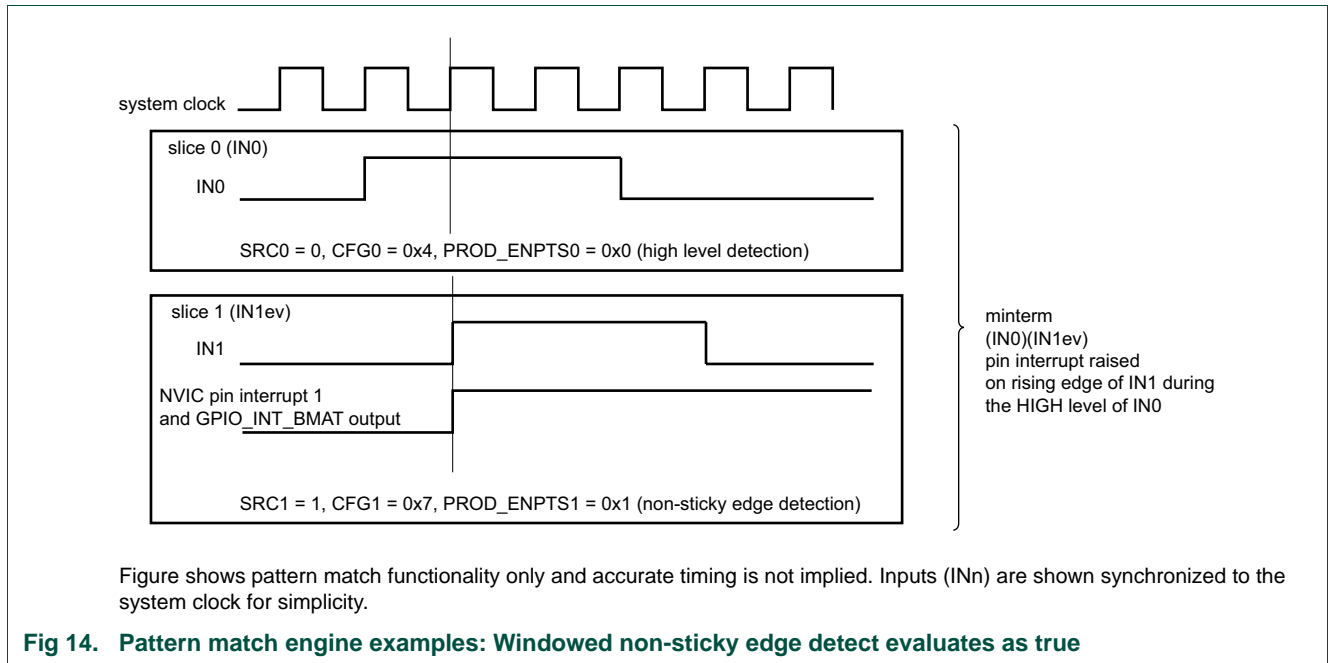 system clock
slice 0 (IN0)
IN0
SRC0 = 0, CFG0 = 0x4, PROD_ENPTS0 = 0x0 (high level detection)
slice 1 (IN1ev)
IN1
NVIC pin interrupt 1
and GPIO_INT_BMAT output
SRC1 = 1, CFG1 = 0x7, PROD_ENPTS1 = 0x1 (non-sticky edge detection)
minterm
(IN0)(IN1ev)
pin interrupt raised
on rising edge of IN1 during
the HIGH level of IN0
Figure shows pattern match functionality only and accurate timing is not implied. Inputs (INn) are shown synchronized to the
system clock for simplicity.
Fig 14. Pattern match engine examples: Windowed non-sticky edge detect evaluates as true